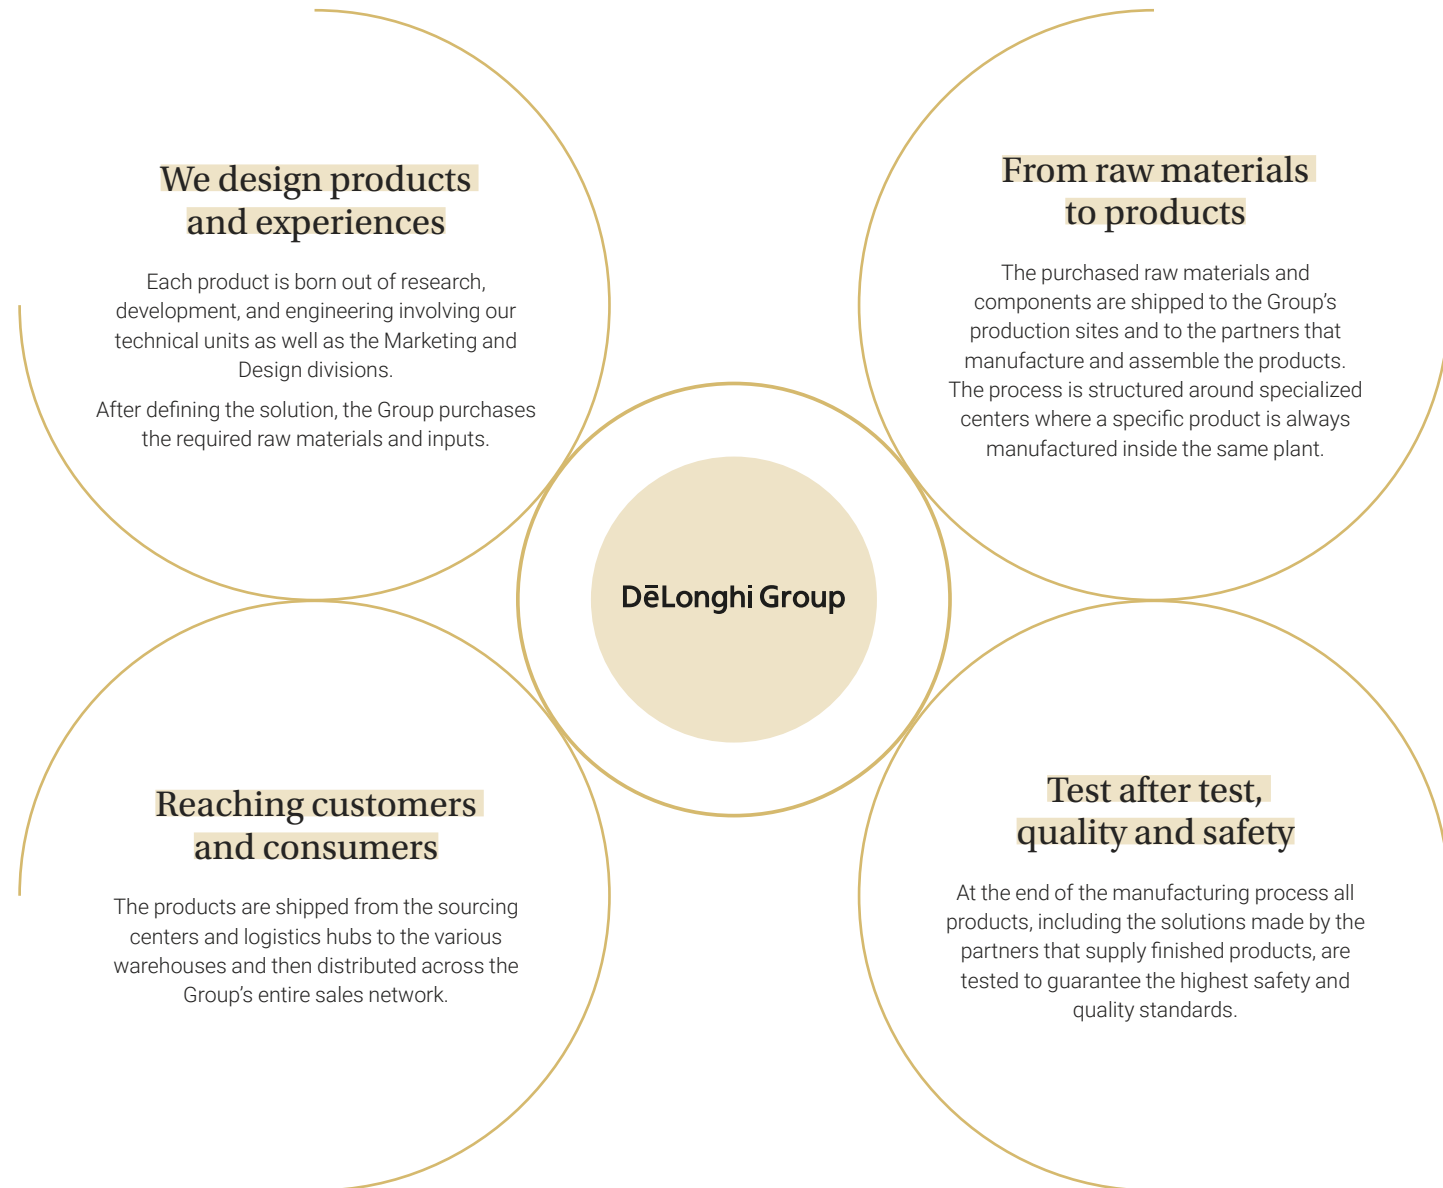 We design products
and experiences
Each product is born out of research,
development, and engineering involving our
technical units as well as the Marketing and
Design divisions.
After defining the solution, the Group purchases
the required raw materials and inputs.
From raw materials
to products
The purchased raw materials and
components are shipped to the Group’s
production sites and to the partners that
manufacture and assemble the products.
The process is structured around specialized
centers where a specific product is always
manufactured inside the same plant.
DēLonghi Group
Reaching customers
and consumers
The products are shipped from the sourcing
centers and logistics hubs to the various
warehouses and then distributed across the
Group’s entire sales network.
Test after test,
quality and safety
At the end of the manufacturing process all
products, including the solutions made by the
partners that supply finished products, are
tested to guarantee the highest safety and
quality standards.